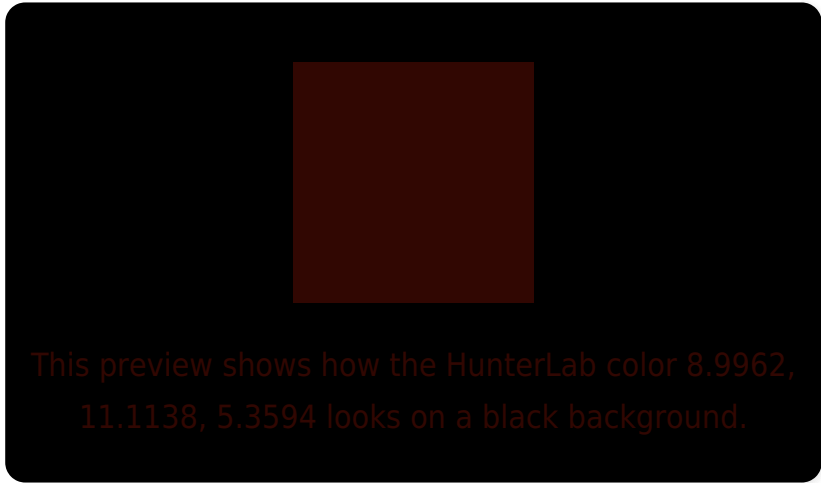 This preview shows how the HunterLab color 8.9962,
11.1138, 5.3594 looks on a black background.